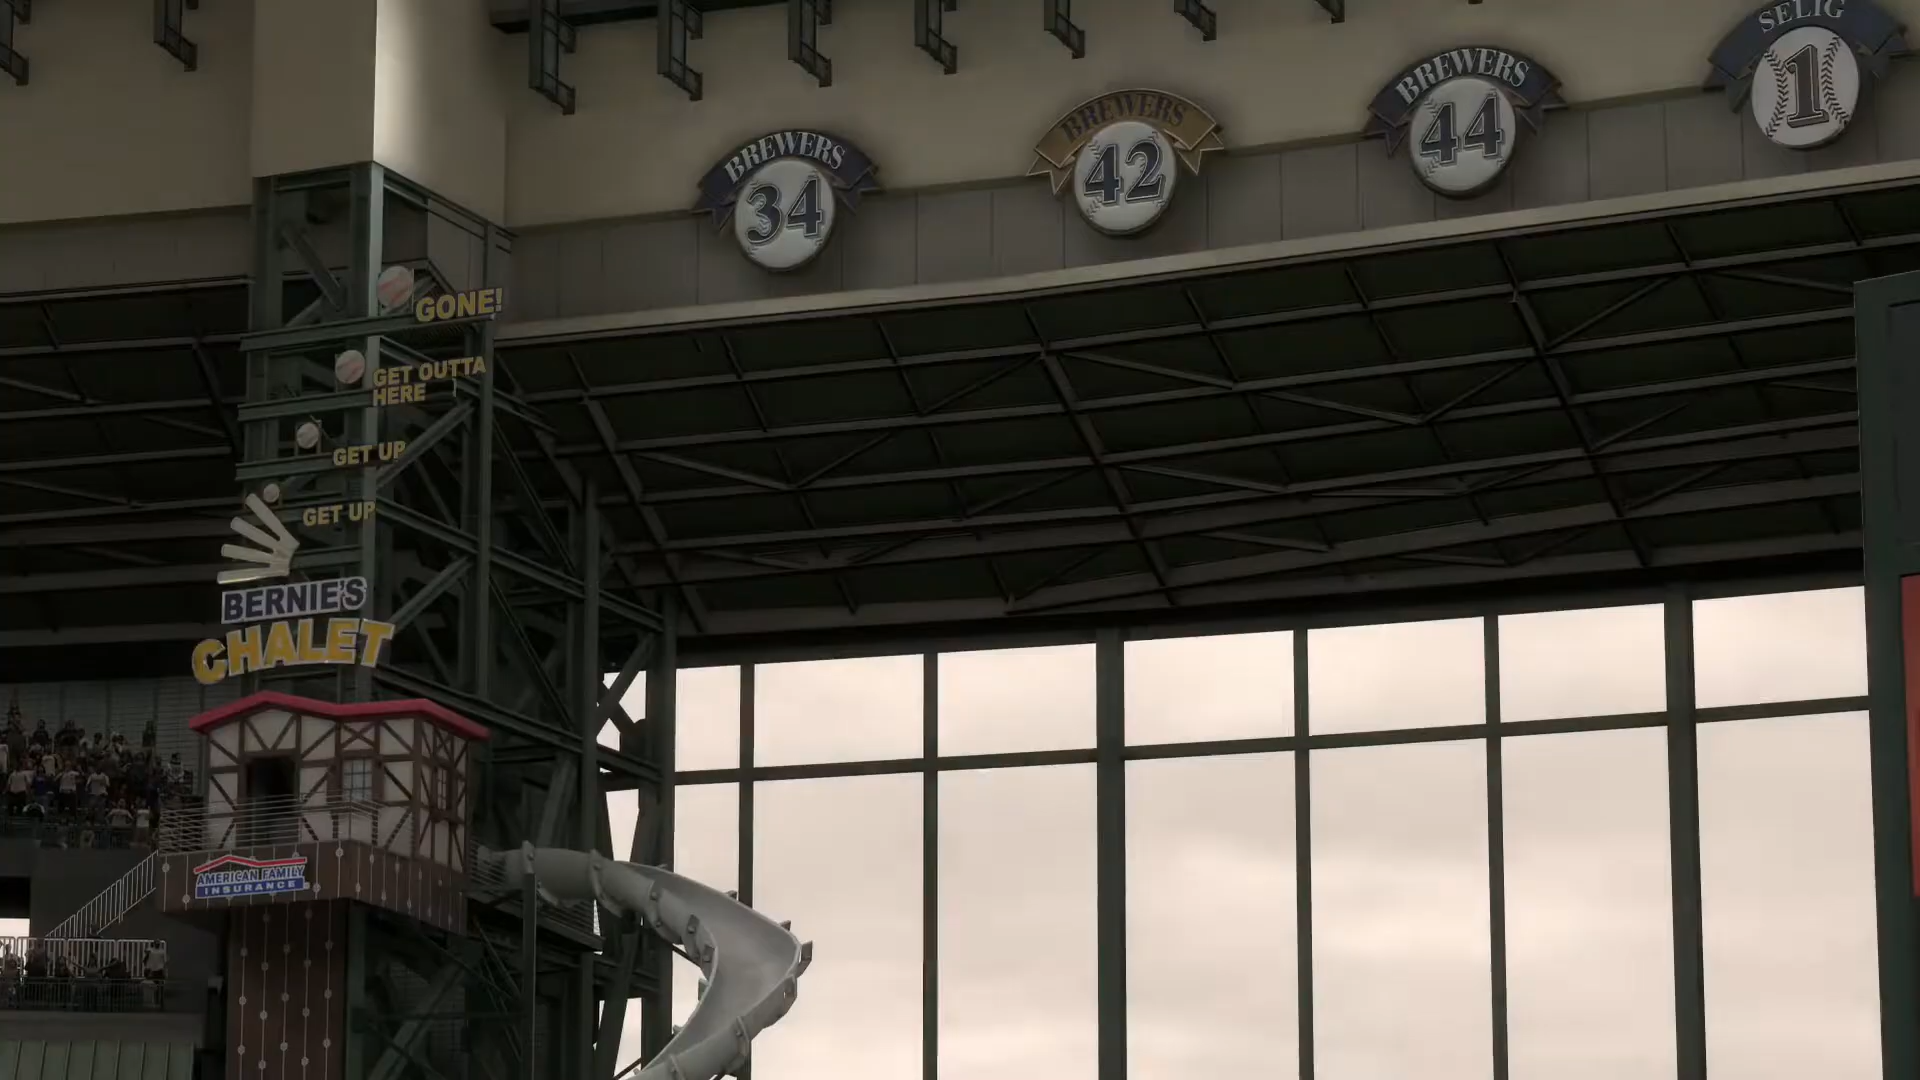 SELIG
1
BREWERS
44
BREWERS
42
BREWERS
34
GONE!
GET OUTTA
HERE
GET UP
GET UP
BERNIE'S
CHALET
AMERICAN FAMILY
INSURANCE